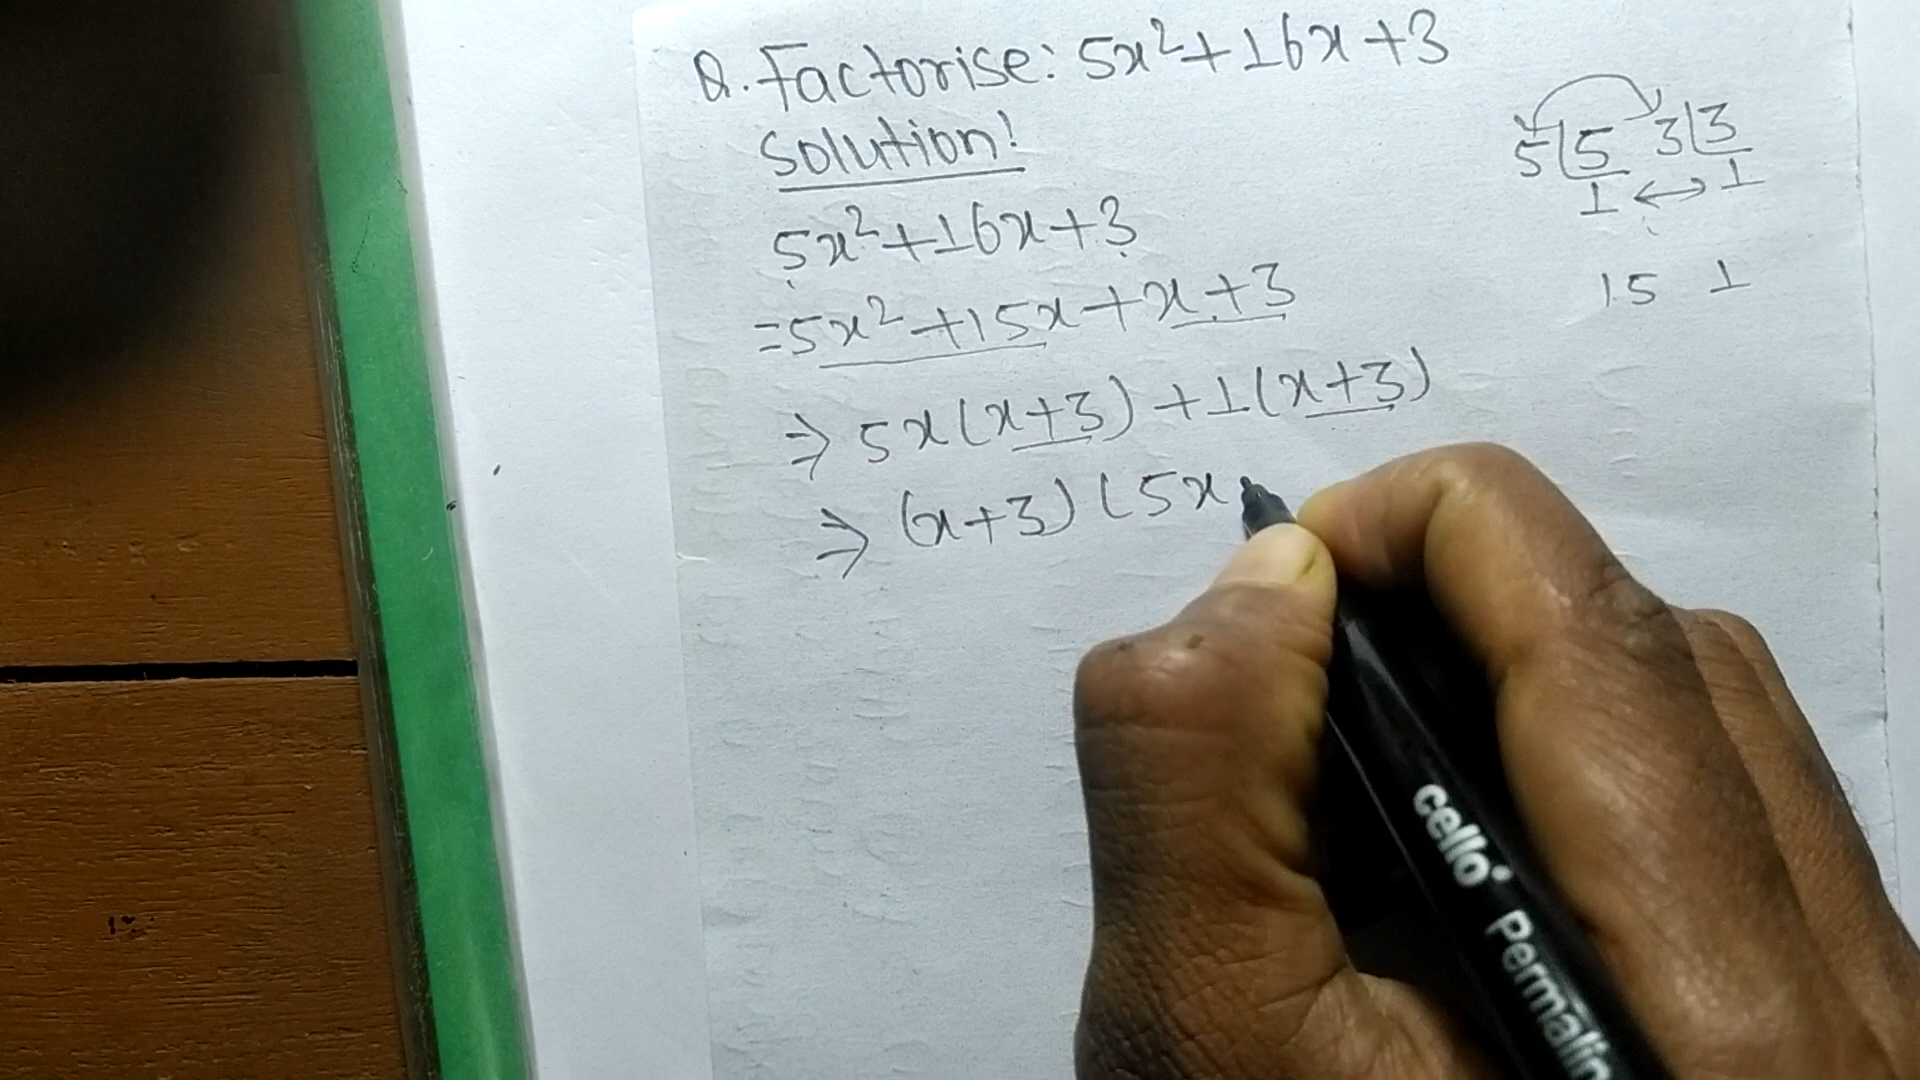 Q. Factorise: 5x²+16x+3
Solution!
5x²+16x+3
=5x²+15x+x+3
⇒ 5x(x+3)+1(x+3)
⇒ (x+3)(5x
5|5 3|3
1 ↔ 1
15 1
cello Permalin